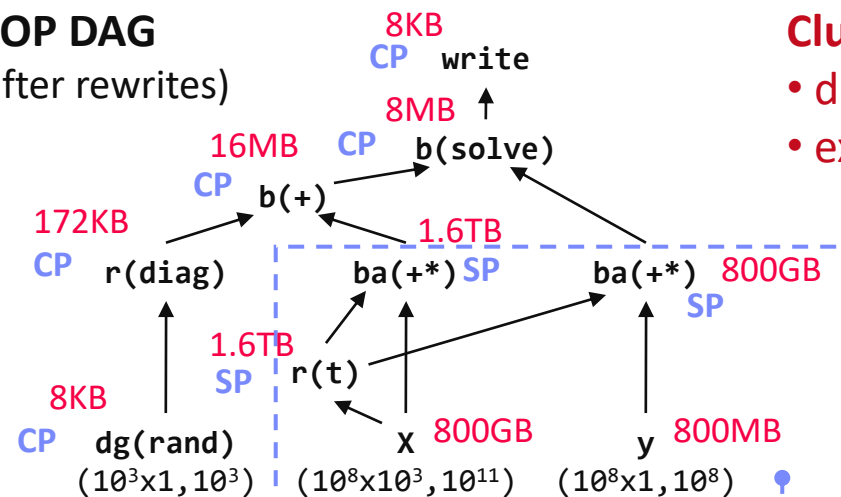 OP DAG
fter rewrites)
8KB
CP write
8MB
CP b(solve)
16MB
CP b(+)
172KB
CP r(diag)
1.6TB
ba(+*) SP
ba(+*) 800GB
SP
1.6TB
SP r(t)
8KB
CP dg(rand)
(10³x1,10³)
X 800GB
(10⁸x10³,10¹¹)
y 800MB
(10⁸x1,10⁸)
Clu
• d
• ex